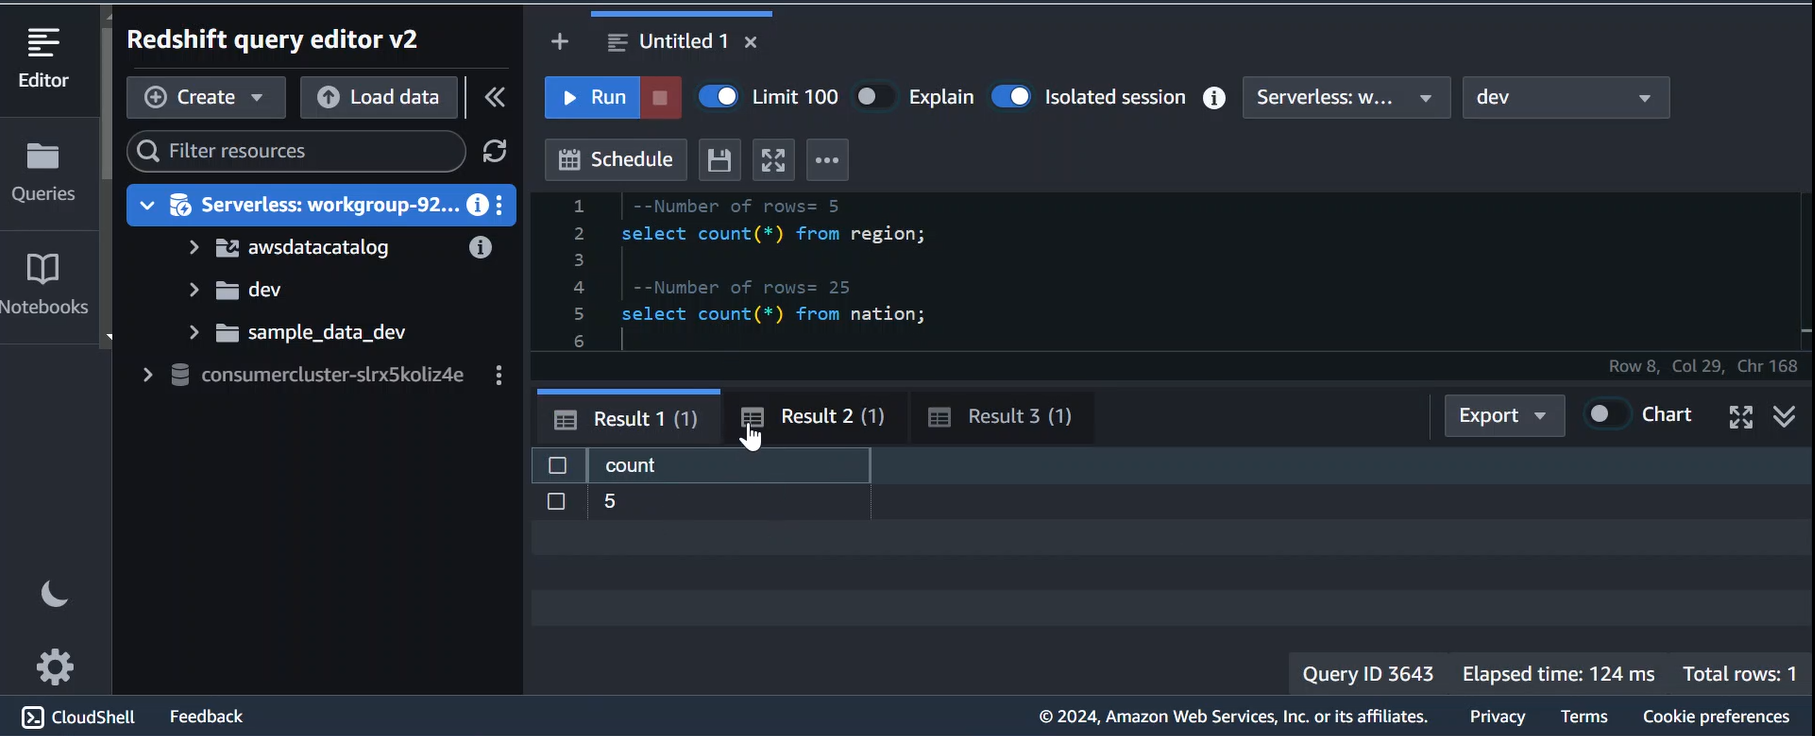 Editor
Queries
Notebooks
Redshift query editor v2
Create
Load data
Filter resources
Serverless: workgroup-92...
awsdatacatalog
dev
sample_data_dev
consumercluster-slrx5koliz4e
Untitled 1
Run
Limit 100
Explain
Isolated session
Serverless: w...
dev
Schedule
1 --Number of rows= 5
2 select count(*) from region;
3
4 --Number of rows= 25
5 select count(*) from nation;
6
Row 8, Col 29, Chr 168
Result 1 (1)
Result 2 (1)
Result 3 (1)
Export
Chart
count
5
Query ID 3643 Elapsed time: 124 ms Total rows: 1
CloudShell Feedback © 2024, Amazon Web Services, Inc. or its affiliates. Privacy Terms Cookie preferences